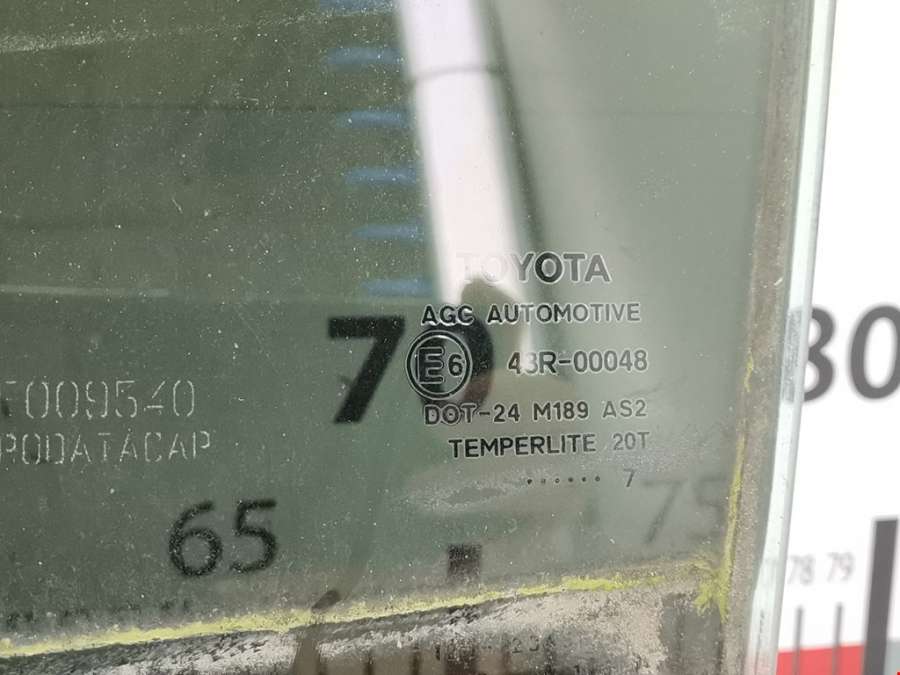 TOYOTA
AGC AUTOMOTIVE
70
E6 43R-00048
80
F009540
DOT-24 M189 AS2
TEMPERLITE 20T
...... 7
65
75
78 79